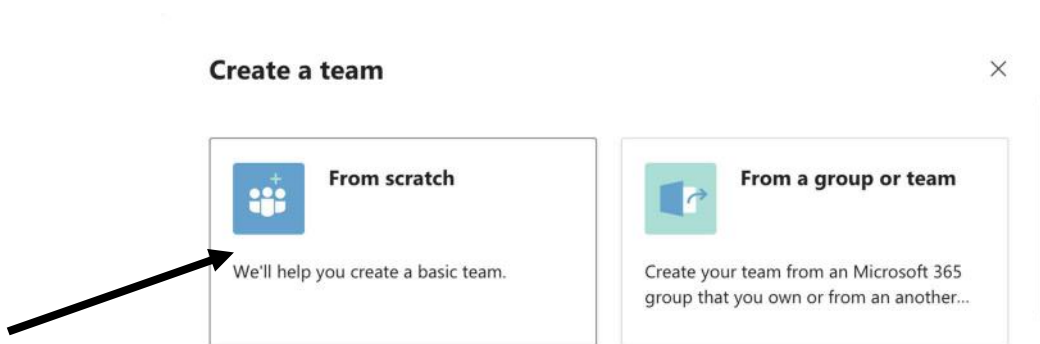 Create a team
From scratch
We'll help you create a basic team.
From a group or team
Create your team from an Microsoft 365
group that you own or from an another...